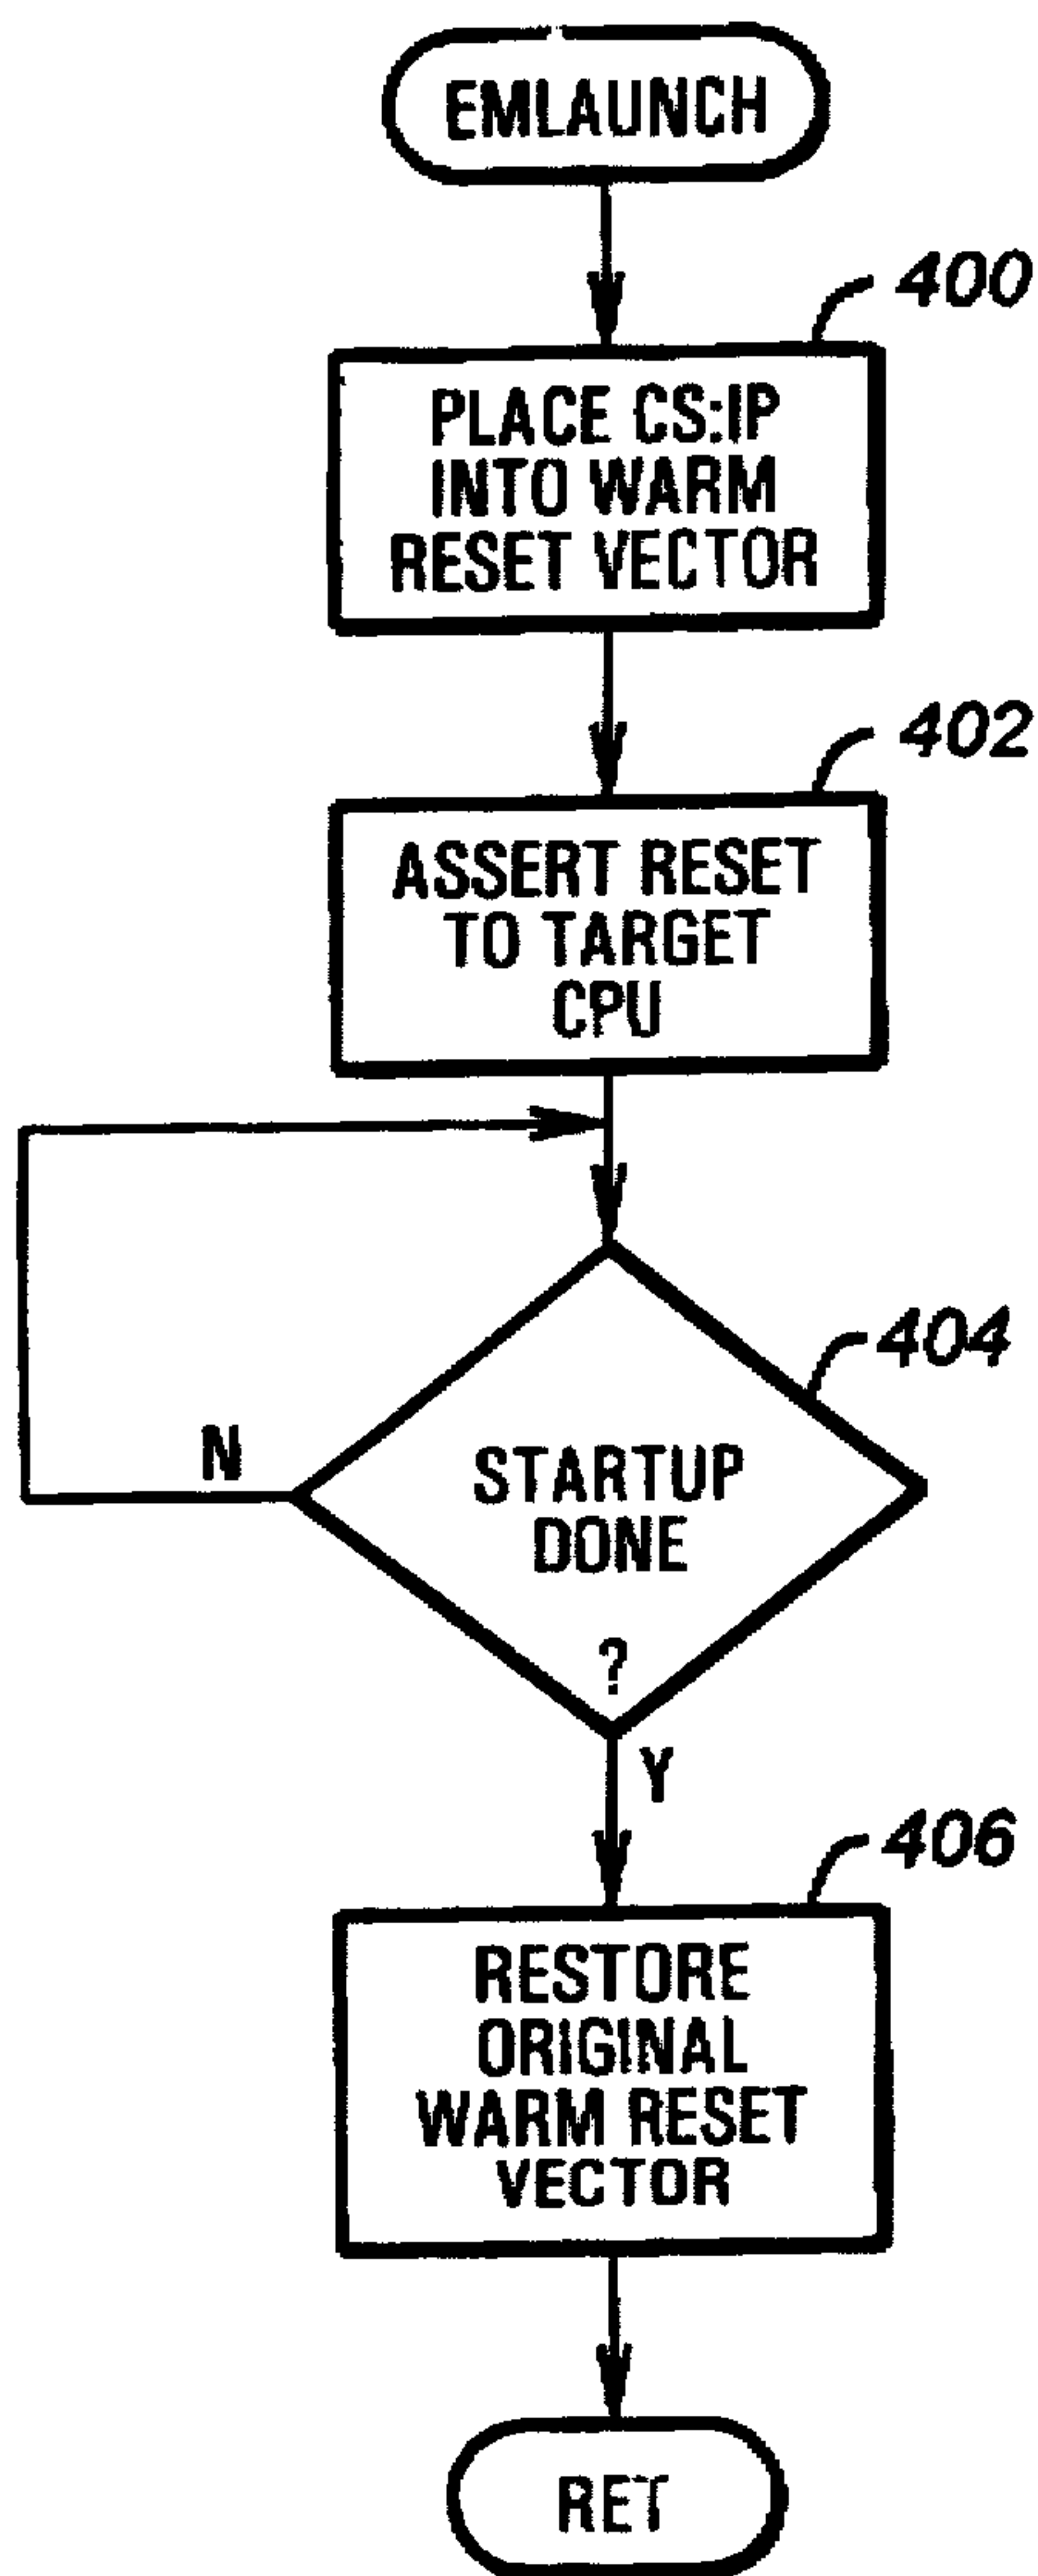 EMLAUNCH
400
PLACE CS:IP
INTO WARM
RESET VECTOR
402
ASSERT RESET
TO TARGET
CPU
404
N
STARTUP
DONE
?
Y
406
RESTORE
ORIGINAL
WARM RESET
VECTOR
RET